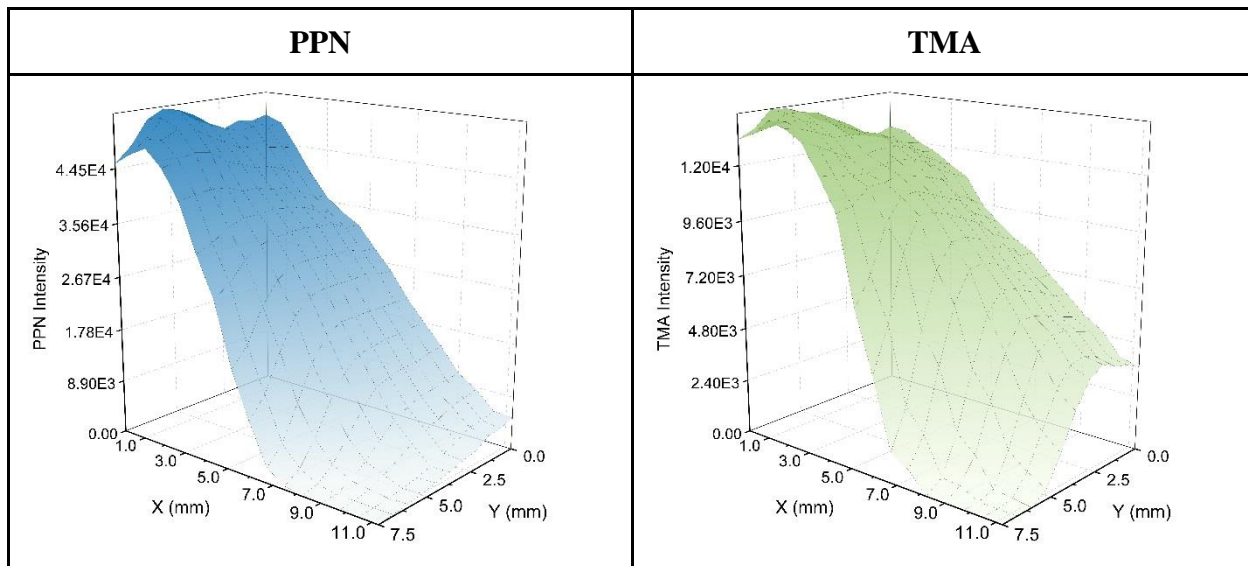 PPN
TMA
PPN Intensity
4.45E4
3.56E4
2.67E4
1.78E4
8.90E3
0.00
1.0
3.0
5.0
7.0
9.0
11.0
X (mm)
0.0
2.5
5.0
7.5
Y (mm)
TMA Intensity
1.20E4
9.60E3
7.20E3
4.80E3
2.40E3
0.00
1.0
3.0
5.0
7.0
9.0
11.0
X (mm)
0.0
2.5
5.0
7.5
Y (mm)